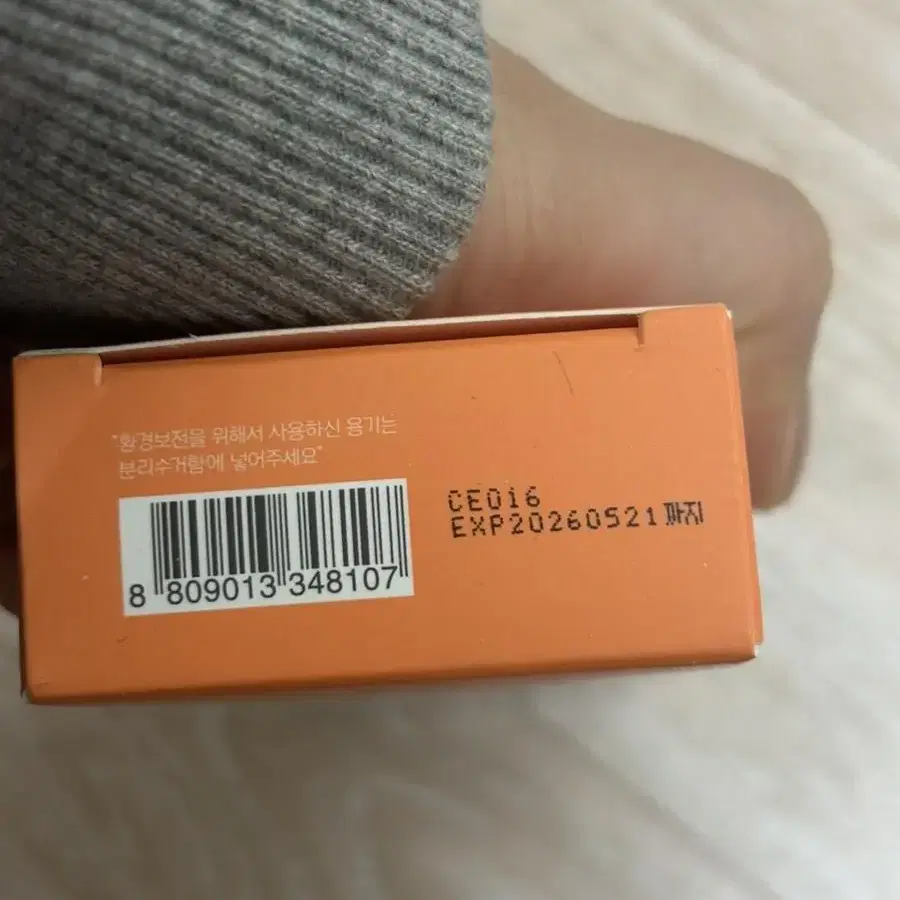 "환경보전을 위해서 사용하신 용기는
분리수거함에 넣어주세요"
8 809013 348107
CE016
EXP20260521까지